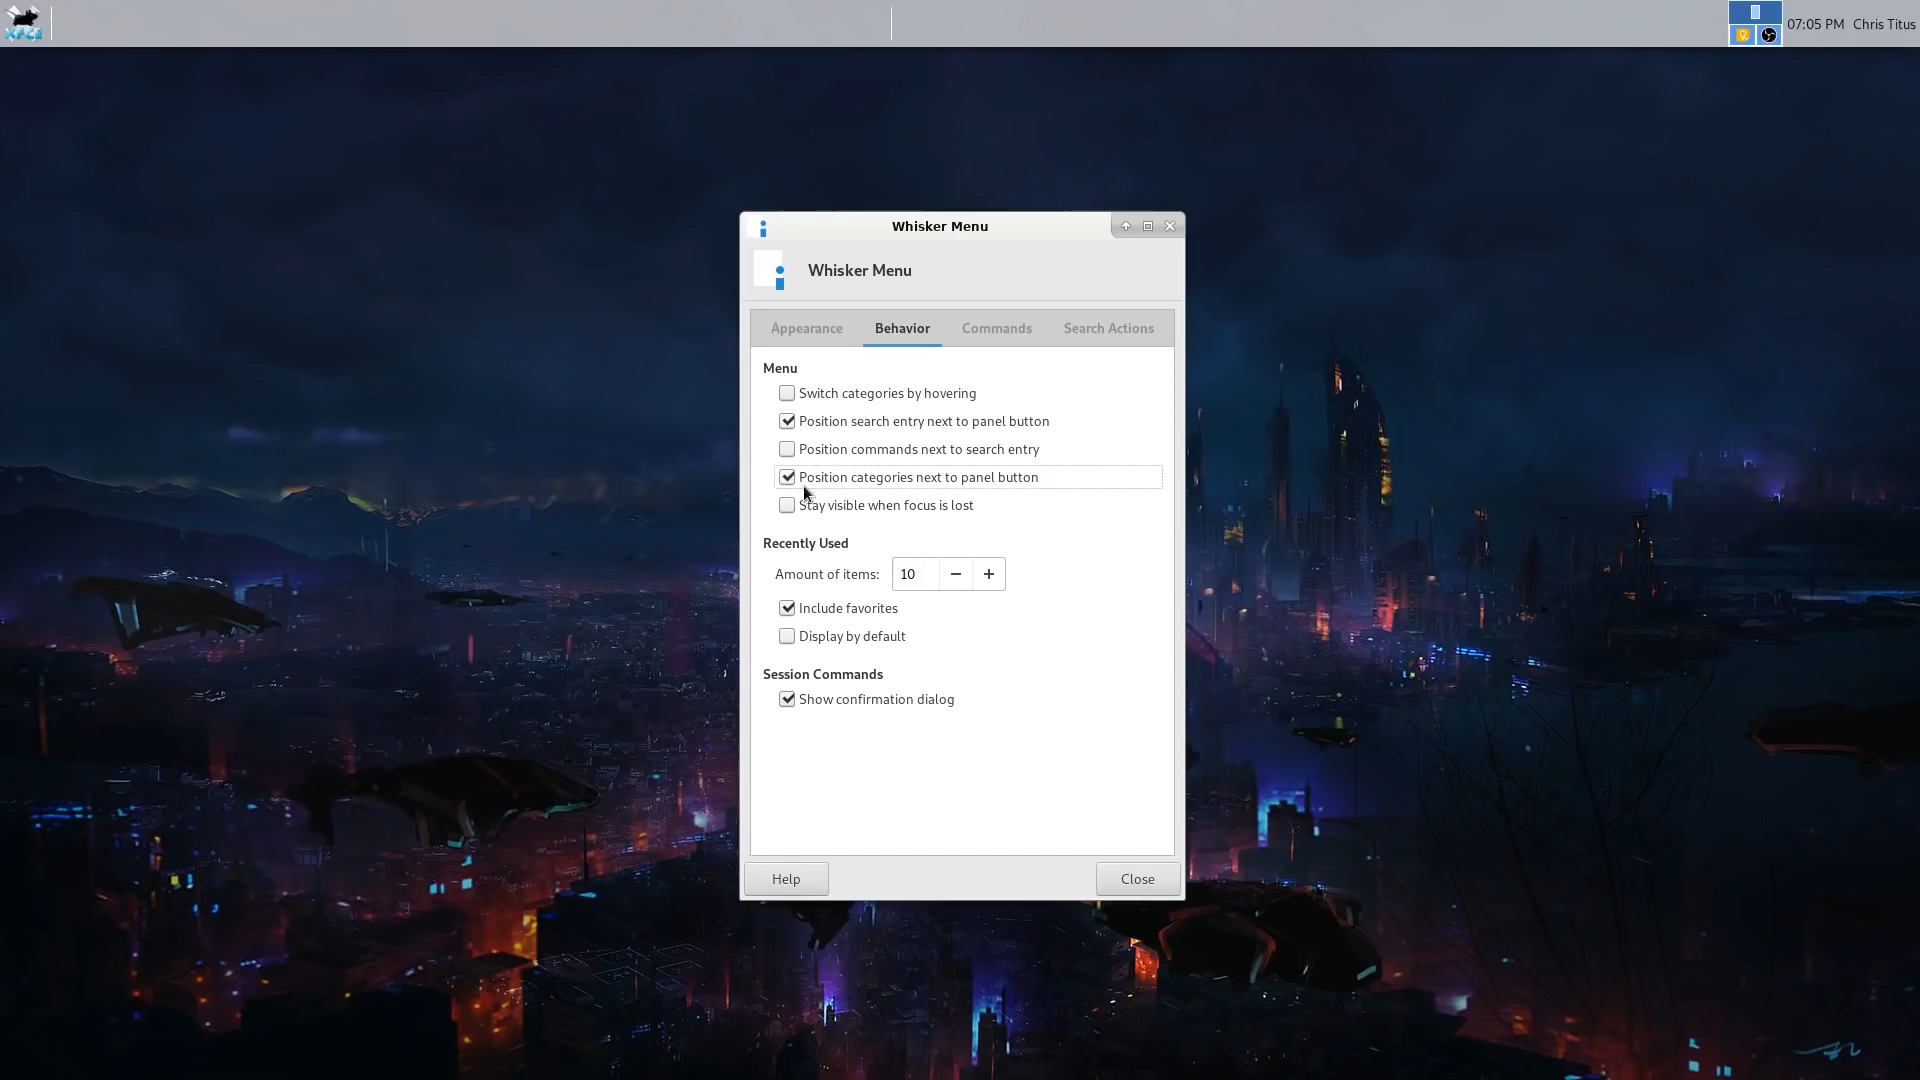 XFCE
07:05 PM Chris Titus
Whisker Menu
Whisker Menu
Appearance Behavior Commands Search Actions
Menu
Switch categories by hovering
Position search entry next to panel button
Position commands next to search entry
Position categories next to panel button
Stay visible when focus is lost
Recently Used
Amount of items: 10
Include favorites
Display by default
Session Commands
Show confirmation dialog
Help Close